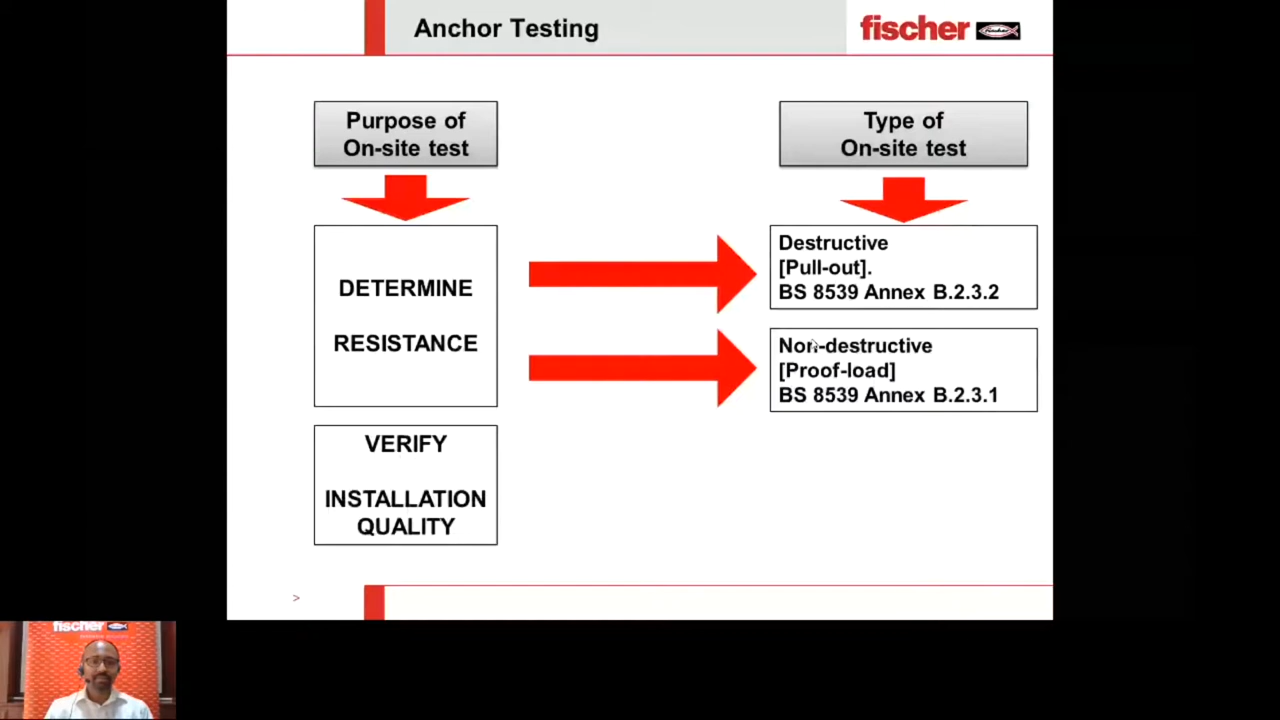 Anchor Testing
fischer
Purpose of
On-site test
Type of
On-site test
DETERMINE
RESISTANCE
Destructive
[Pull-out].
BS 8539 Annex B.2.3.2
Non-destructive
[Proof-load]
BS 8539 Annex B.2.3.1
VERIFY
INSTALLATION
QUALITY
>
fischer